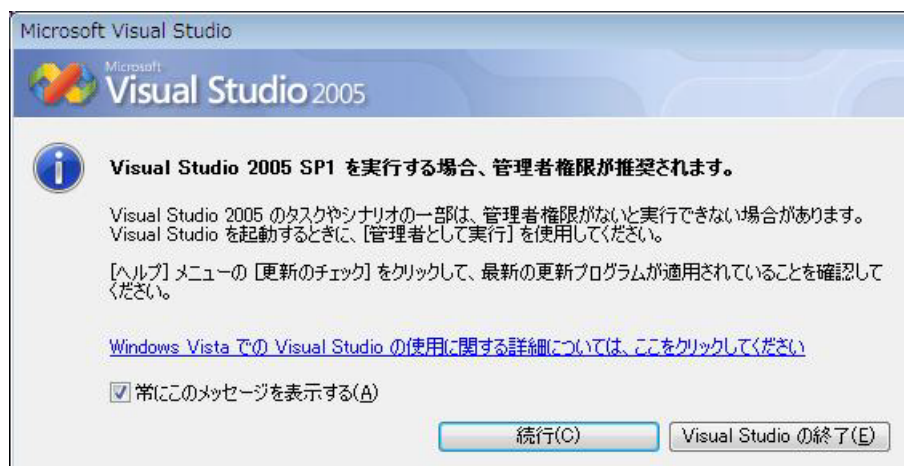 Microsoft Visual Studio
Microsoft
Visual Studio 2005
Visual Studio 2005 SP1 を実行する場合、管理者権限が推奨されます。
Visual Studio 2005 のタスクやシナリオの一部は、管理者権限がないと実行できない場合があります。
Visual Studio を起動するときに、[管理者として実行] を使用してください。
[ヘルプ] メニューの [更新のチェック] をクリックして、最新の更新プログラムが適用されていることを確認して
ください。
Windows Vista での Visual Studio の使用に関する詳細については、ここをクリックしてください
常にこのメッセージを表示する(A)
続行(C)
Visual Studio の終了(E)